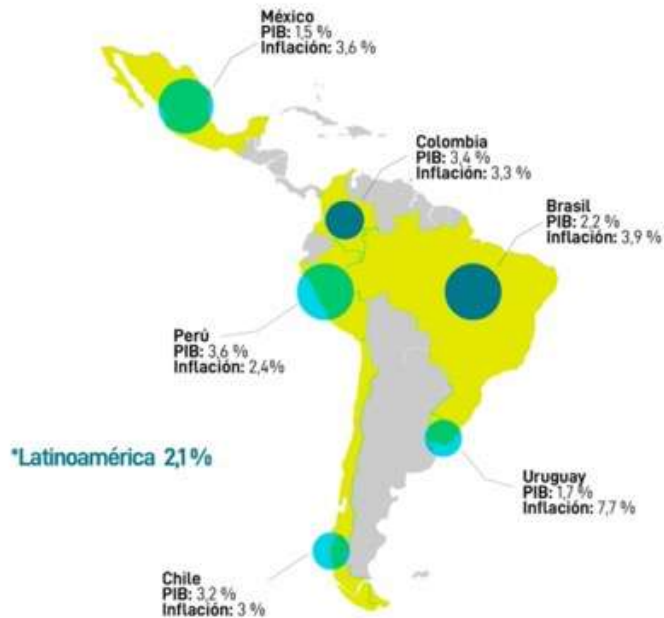 México
PIB: 1,5 %
Inflación: 3,6 %
Colombia
PIB: 3,4 %
Inflación: 3,3 %
Brasil
PIB: 2,2 %
Inflación: 3,9 %
Perú
PIB: 3,6 %
Inflación: 2,4%
*Latinoamérica 2,1 %
Uruguay
PIB: 1,7 %
Inflación: 7,7 %
Chile
PIB: 3,2 %
Inflación: 3 %